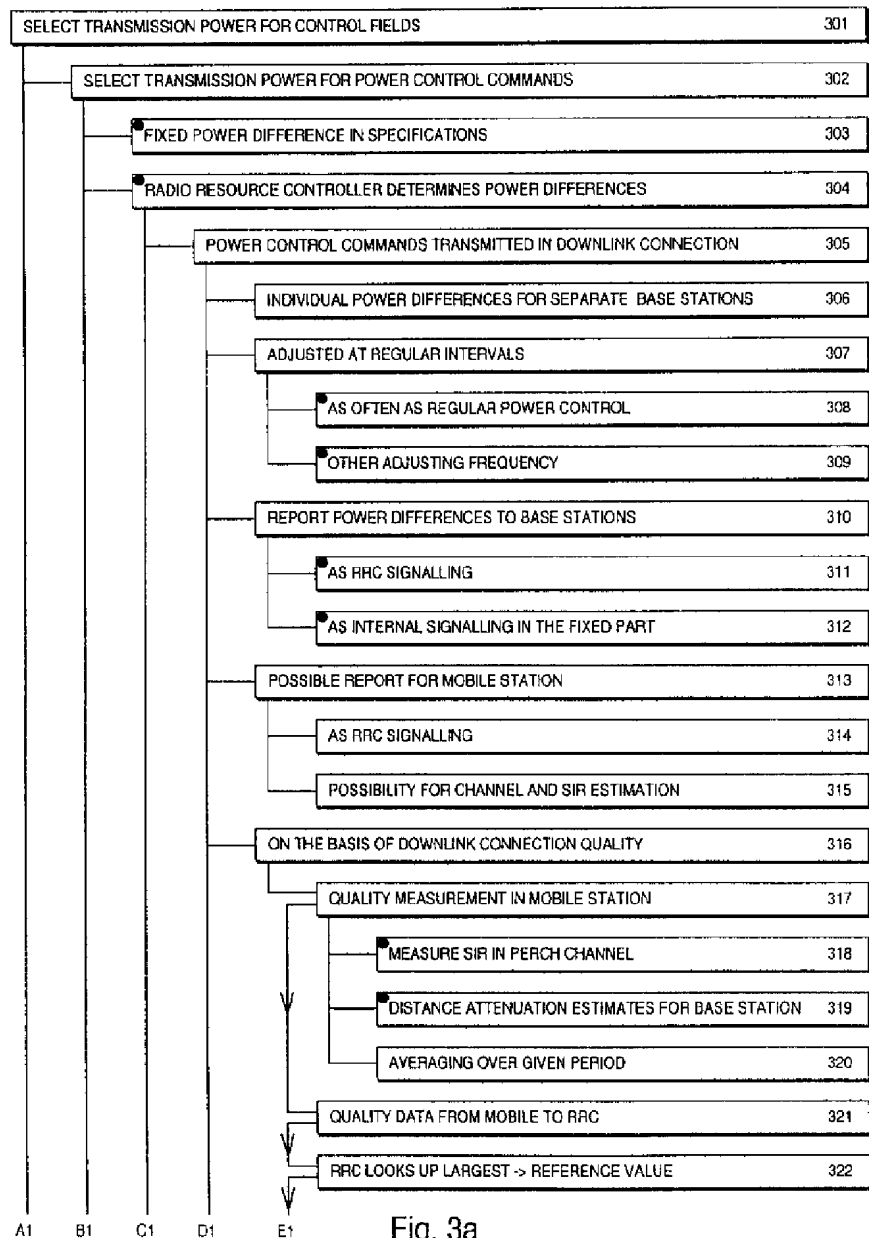 SELECT TRANSMISSION POWER FOR CONTROL FIELDS 301
SELECT TRANSMISSION POWER FOR POWER CONTROL COMMANDS 302
FIXED POWER DIFFERENCE IN SPECIFICATIONS 303
RADIO RESOURCE CONTROLLER DETERMINES POWER DIFFERENCES 304
POWER CONTROL COMMANDS TRANSMITTED IN DOWNLINK CONNECTION 305
INDIVIDUAL POWER DIFFERENCES FOR SEPARATE BASE STATIONS 306
ADJUSTED AT REGULAR INTERVALS 307
AS OFTEN AS REGULAR POWER CONTROL 308
OTHER ADJUSTING FREQUENCY 309
REPORT POWER DIFFERENCES TO BASE STATIONS 310
AS RRC SIGNALLING 311
AS INTERNAL SIGNALLING IN THE FIXED PART 312
POSSIBLE REPORT FOR MOBILE STATION 313
AS RRC SIGNALLING 314
POSSIBILITY FOR CHANNEL AND SIR ESTIMATION 315
ON THE BASIS OF DOWNLINK CONNECTION QUALITY 316
QUALITY MEASUREMENT IN MOBILE STATION 317
MEASURE SIR IN PERCH CHANNEL 318
DISTANCE ATTENUATION ESTIMATES FOR BASE STATION 319
AVERAGING OVER GIVEN PERIOD 320
QUALITY DATA FROM MOBILE TO RRC 321
RRC LOOKS UP LARGEST -> REFERENCE VALUE 322
A1 B1 C1 D1 E1 Fig. 3a